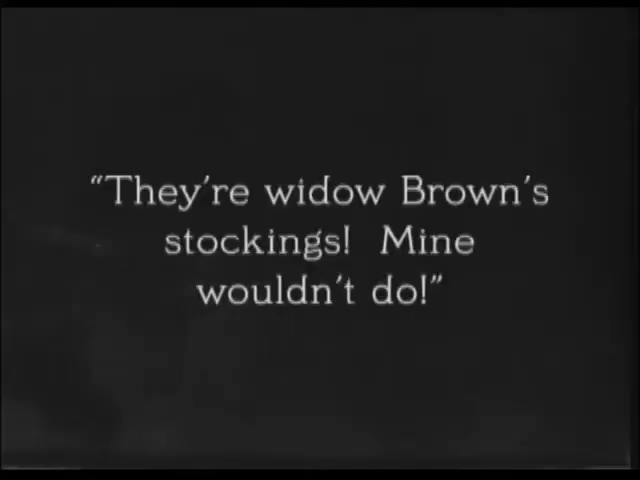 “They’re widow Brown’s
stockings! Mine
wouldn’t do!”